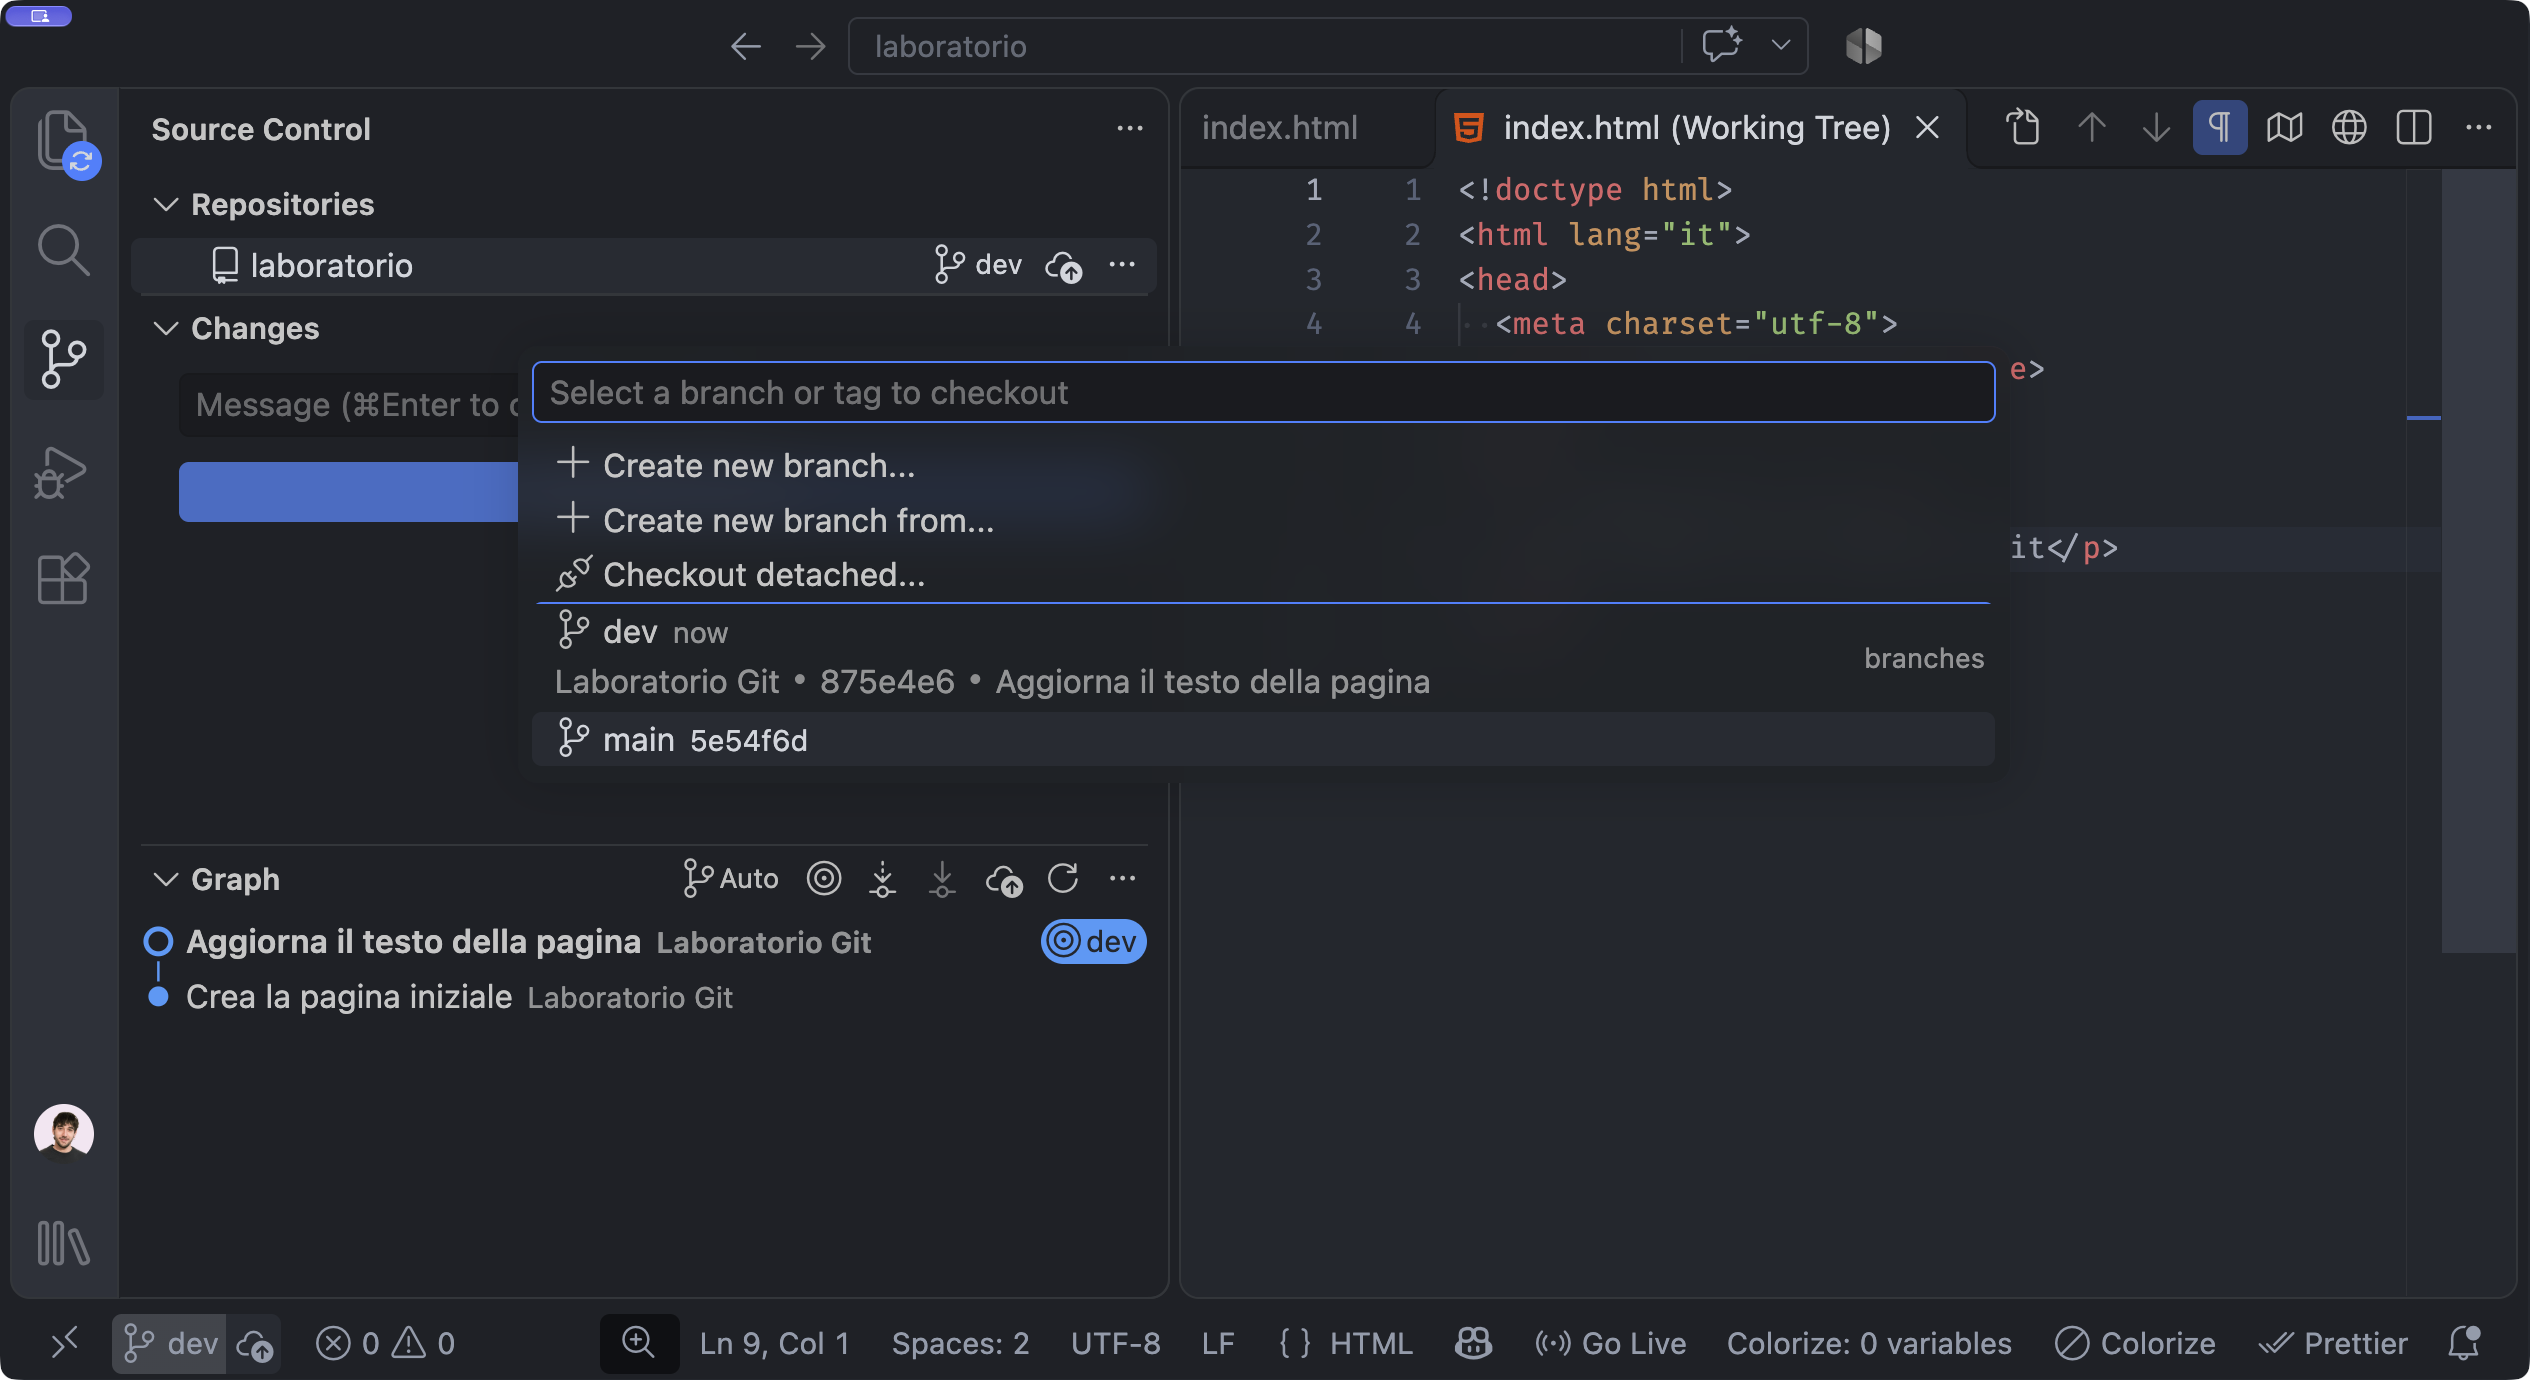 laboratorio
Source Control
Repositories
laboratorio dev
Changes
Message (⌘Enter to c
index.html
index.html (Working Tree)
1 1 <!doctype html>
2 2 <html lang="it">
3 3 <head>
4 4 <meta charset="utf-8">
e>
it</p>
Select a branch or tag to checkout
Create new branch...
Create new branch from...
Checkout detached...
dev now
Laboratorio Git • 875e4e6 • Aggiorna il testo della pagina
branches
main 5e54f6d
Graph
Auto
Aggiorna il testo della pagina Laboratorio Git dev
Crea la pagina iniziale Laboratorio Git
dev 0 0 Ln 9, Col 1 Spaces: 2 UTF-8 LF { } HTML Go Live Colorize: 0 variables Colorize Prettier